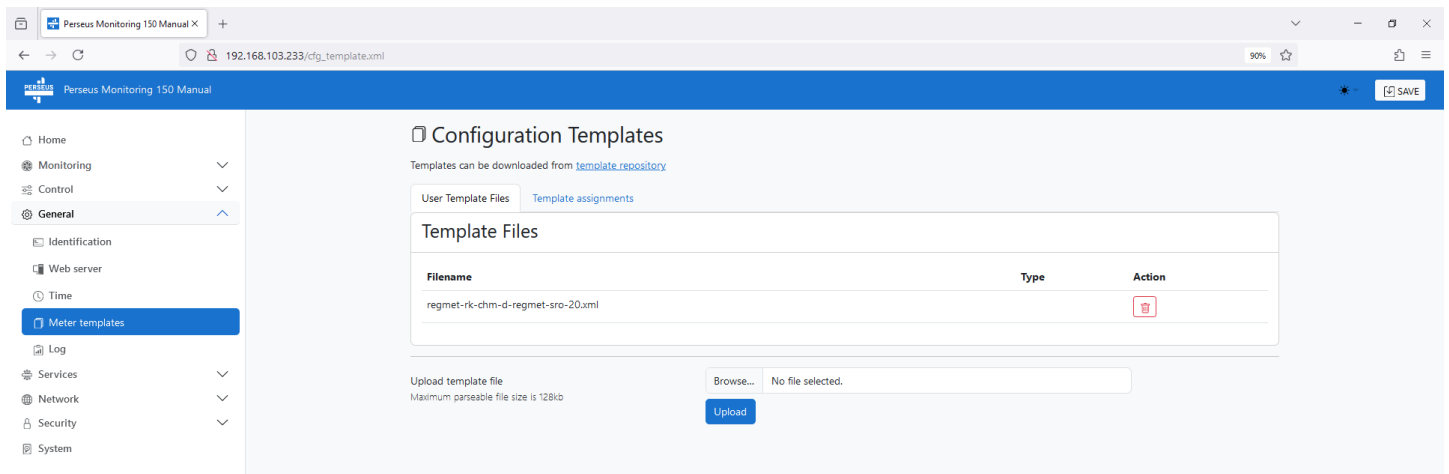 Perseus Monitoring 150 Manual
192.168.103.233/cfg_template.xml
90%
PERSEUS
Perseus Monitoring 150 Manual
SAVE
Home
Monitoring
Control
General
Identification
Web server
Time
Meter templates
Log
Services
Network
Security
System
Configuration Templates
Templates can be downloaded from template repository
User Template Files Template assignments
Template Files
Filename Type Action
regmet-rk-chm-d-regmet-sro-20.xml
Upload template file
Maximum parseable file size is 128kb
Browse... No file selected.
Upload